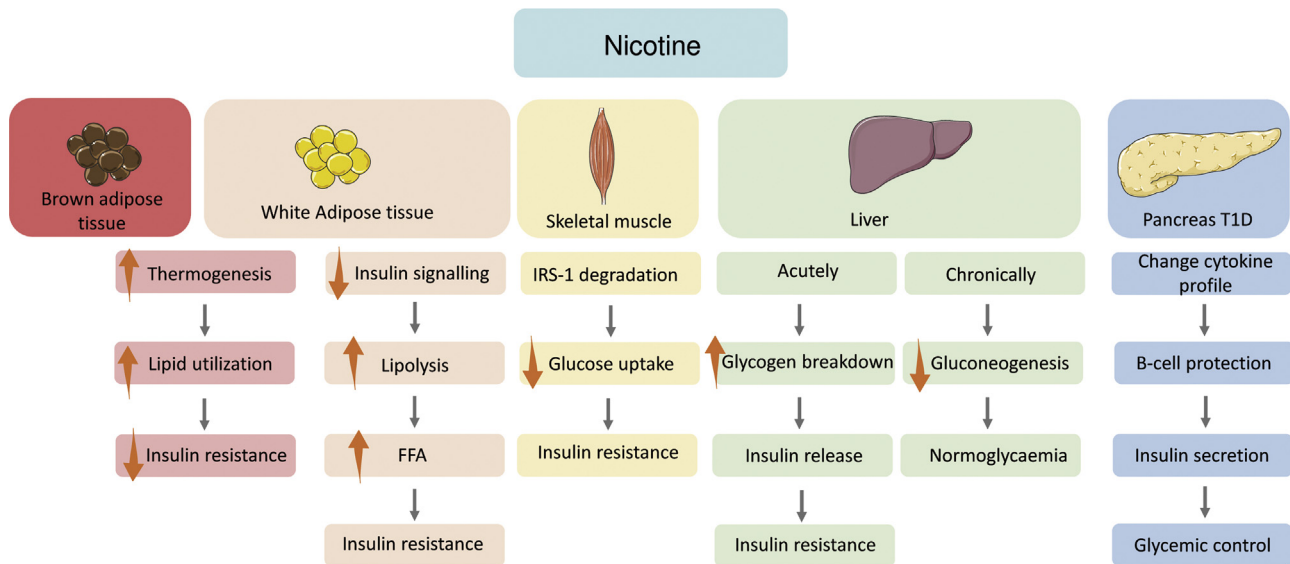 Nicotine
Brown adipose
tissue
White Adipose tissue
Skeletal muscle
Liver
Pancreas T1D
Thermogenesis
Lipid utilization
Insulin resistance
Insulin signalling
Lipolysis
FFA
Insulin resistance
IRS-1 degradation
Glucose uptake
Insulin resistance
Acutely
Glycogen breakdown
Insulin release
Insulin resistance
Chronically
Gluconeogenesis
Normoglycaemia
Change cytokine
profile
B-cell protection
Insulin secretion
Glycemic control